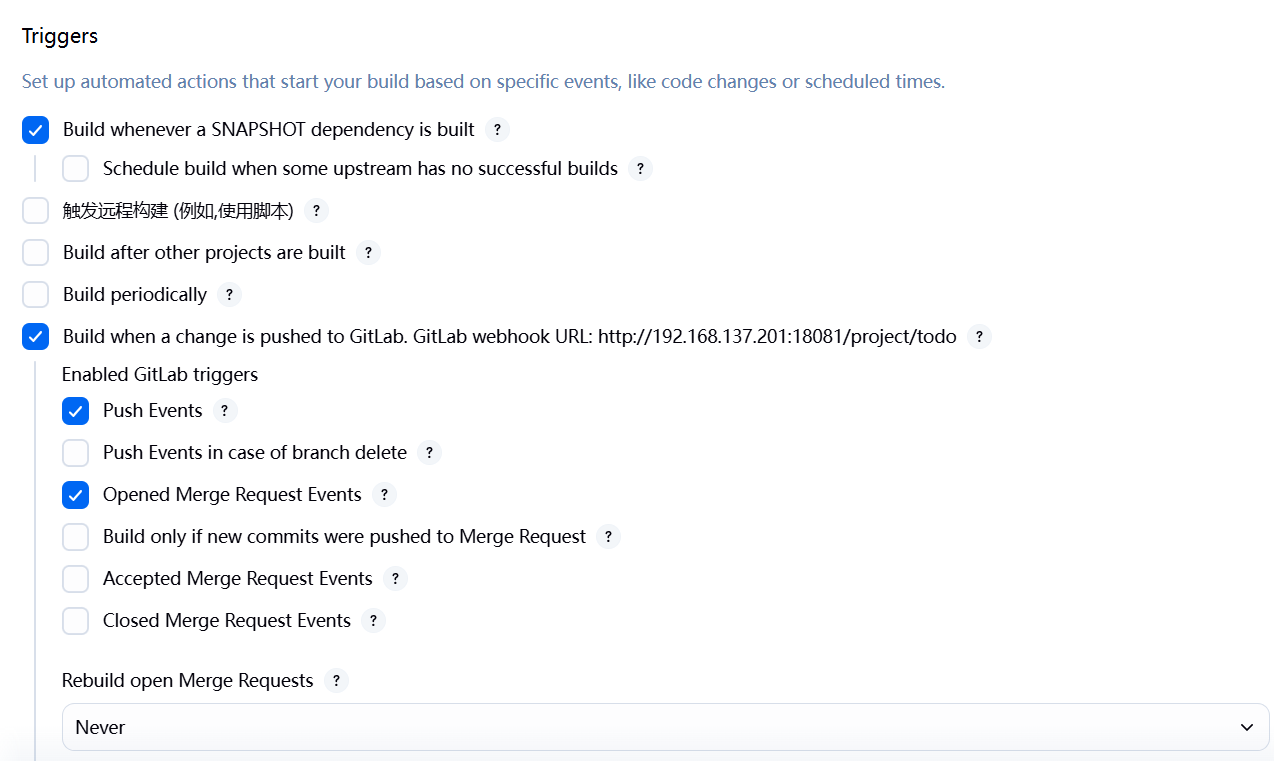 Triggers
Set up automated actions that start your build based on specific events, like code changes or scheduled times.
Build whenever a SNAPSHOT dependency is built ?
Schedule build when some upstream has no successful builds ?
触发远程构建 (例如,使用脚本) ?
Build after other projects are built ?
Build periodically ?
Build when a change is pushed to GitLab. GitLab webhook URL: http://192.168.137.201:18081/project/todo ?
Enabled GitLab triggers
Push Events ?
Push Events in case of branch delete ?
Opened Merge Request Events ?
Build only if new commits were pushed to Merge Request ?
Accepted Merge Request Events ?
Closed Merge Request Events ?
Rebuild open Merge Requests ?
Never